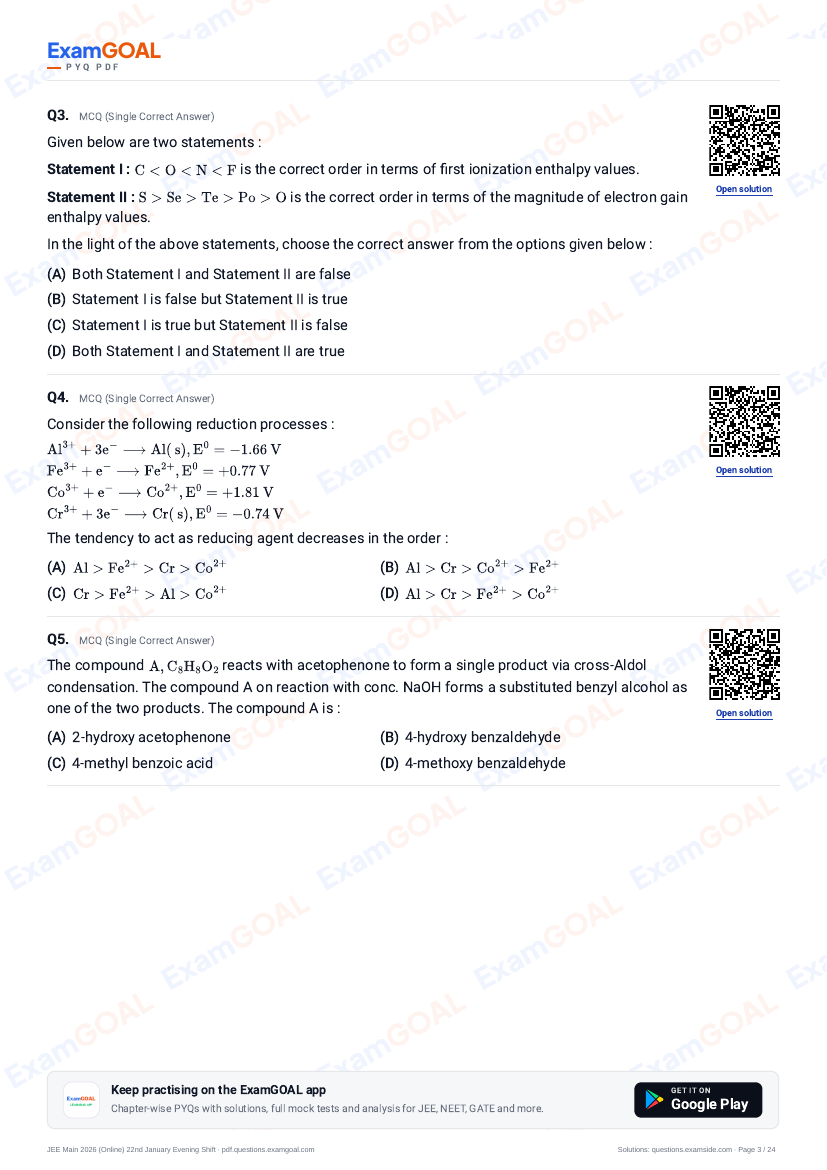 ExamGOAL
PYQ PDF
Q3. MCQ (Single Correct Answer)
Given below are two statements :
Statement I : C < O < N < F is the correct order in terms of first ionization enthalpy values.
Statement II : S > Se > Te > Po > O is the correct order in terms of the magnitude of electron gain
enthalpy values.
In the light of the above statements, choose the correct answer from the options given below :
(A) Both Statement I and Statement II are false
(B) Statement I is false but Statement II is true
(C) Statement I is true but Statement II is false
(D) Both Statement I and Statement II are true
Open solution
Q4. MCQ (Single Correct Answer)
Consider the following reduction processes :
Al³⁺ + 3e⁻ ⟶ Al( s), E⁰ = −1.66 V
Fe³⁺ + e⁻ ⟶ Fe²⁺, E⁰ = +0.77 V
Co³⁺ + e⁻ ⟶ Co²⁺, E⁰ = +1.81 V
Cr³⁺ + 3e⁻ ⟶ Cr( s), E⁰ = −0.74 V
The tendency to act as reducing agent decreases in the order :
(A) Al > Fe²⁺ > Cr > Co²⁺ (B) Al > Cr > Co²⁺ > Fe²⁺
(C) Cr > Fe²⁺ > Al > Co²⁺ (D) Al > Cr > Fe²⁺ > Co²⁺
Open solution
Q5. MCQ (Single Correct Answer)
The compound A, C₈H₈O₂ reacts with acetophenone to form a single product via cross-Aldol
condensation. The compound A on reaction with conc. NaOH forms a substituted benzyl alcohol as
one of the two products. The compound A is :
(A) 2-hydroxy acetophenone (B) 4-hydroxy benzaldehyde
(C) 4-methyl benzoic acid (D) 4-methoxy benzaldehyde
Open solution
ExamGOAL
Keep practising on the ExamGOAL app
Chapter-wise PYQs with solutions, full mock tests and analysis for JEE, NEET, GATE and more.
GET IT ON
Google Play
JEE Main 2026 (Online) 22nd January Evening Shift · pdf.questions.examgoal.com
Solutions: questions.examside.com · Page 3 / 24